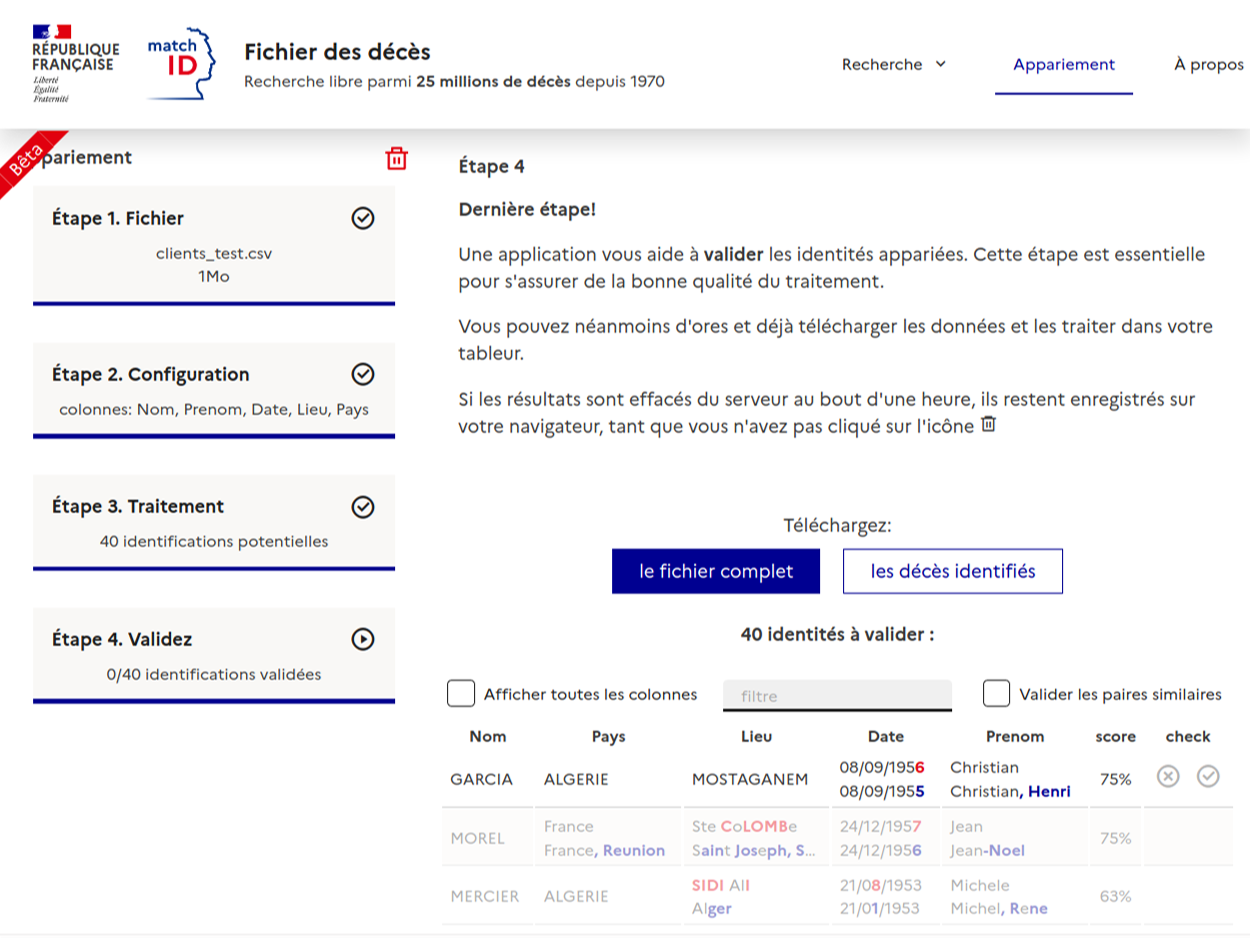 RÉPUBLIQUE
FRANÇAISE
Liberté
Égalité
Fraternité
match
ID
Fichier des décès
Recherche libre parmi 25 millions de décès depuis 1970
Recherche
Appariement
À propos
Bêta
pariement
Étape 1. Fichier
clients_test.csv
1Mo
Étape 2. Configuration
colonnes: Nom, Prenom, Date, Lieu, Pays
Étape 3. Traitement
40 identifications potentielles
Étape 4. Validez
0/40 identifications validées
Étape 4
Dernière étape!
Une application vous aide à valider les identités appariées. Cette étape est essentielle
pour s'assurer de la bonne qualité du traitement.
Vous pouvez néanmoins d'ores et déjà télécharger les données et les traiter dans votre
tableur.
Si les résultats sont effacés du serveur au bout d'une heure, ils restent enregistrés sur
votre navigateur, tant que vous n'avez pas cliqué sur l'icône
Téléchargez:
le fichier complet les décès identifiés
40 identités à valider :
Afficher toutes les colonnes filtre Valider les paires similaires
Nom Pays Lieu Date Prenom score check
GARCIA ALGERIE MOSTAGANEM 08/09/1956 Christian 75%
08/09/1955 Christian, Henri
MOREL France Ste CoLOMBe 24/12/1957 Jean 75%
France, Reunion Saint Joseph, S... 24/12/1956 Jean-Noel
MERCIER ALGERIE SIDI AlI 21/08/1953 Michele 63%
Alger 21/01/1953 Michel, Rene